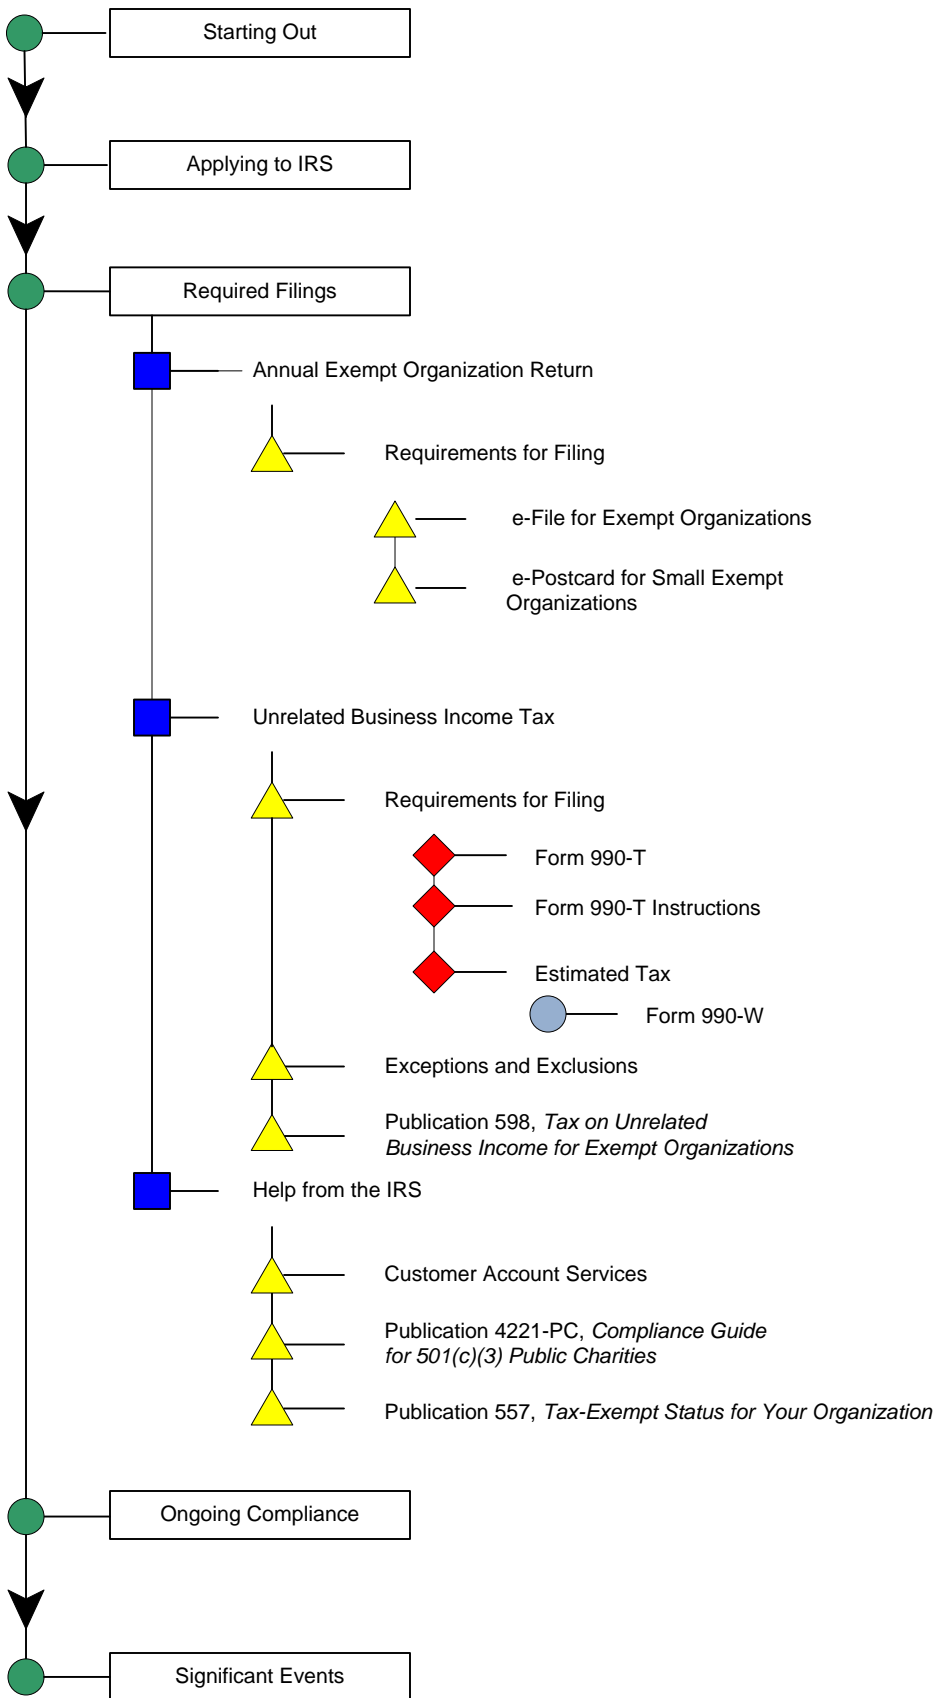 Starting Out
Applying to IRS
Required Filings
Annual Exempt Organization Return
Requirements for Filing
e-File for Exempt Organizations
e-Postcard for Small Exempt
Organizations
Unrelated Business Income Tax
Requirements for Filing
Form 990-T
Form 990-T Instructions
Estimated Tax
Form 990-W
Exceptions and Exclusions
Publication 598, Tax on Unrelated
Business Income for Exempt Organizations
Help from the IRS
Customer Account Services
Publication 4221-PC, Compliance Guide
for 501(c)(3) Public Charities
Publication 557, Tax-Exempt Status for Your Organization
Ongoing Compliance
Significant Events